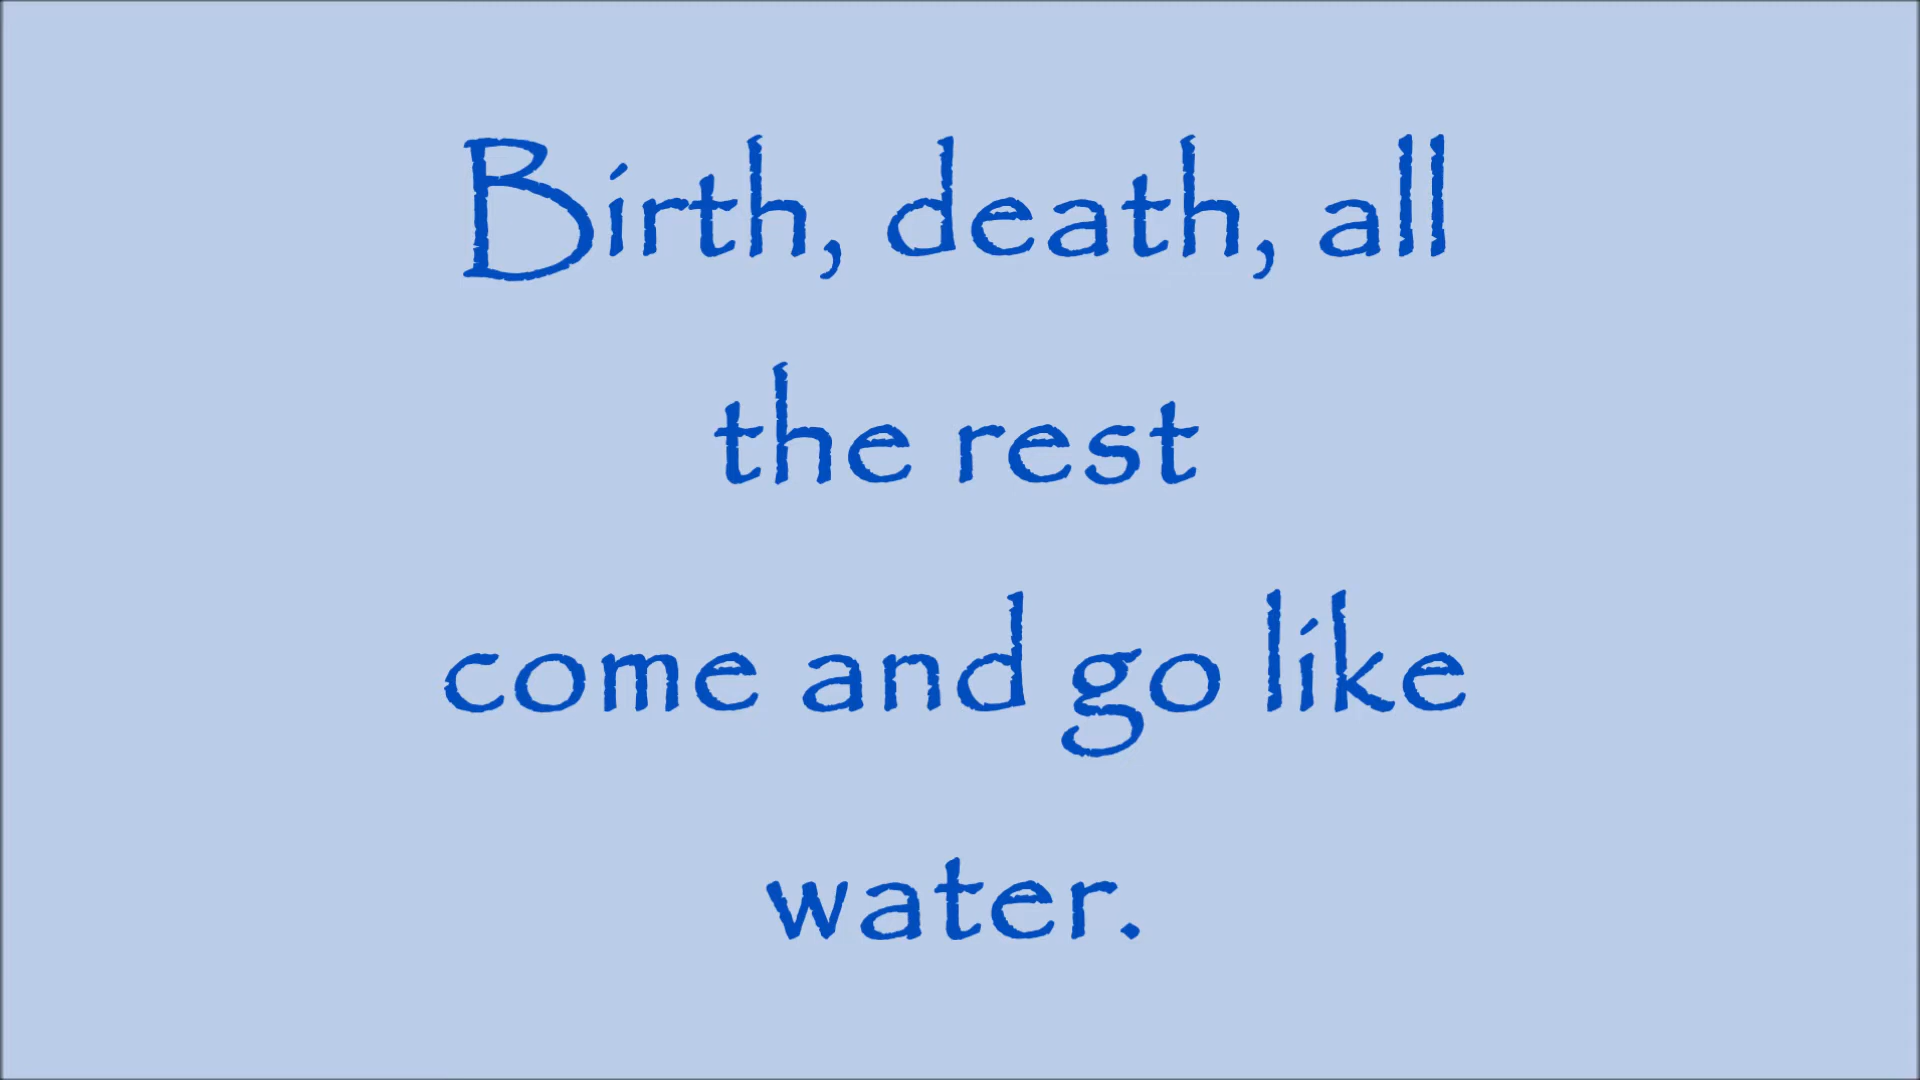 Birth, death, all
the rest
come and go like
water.